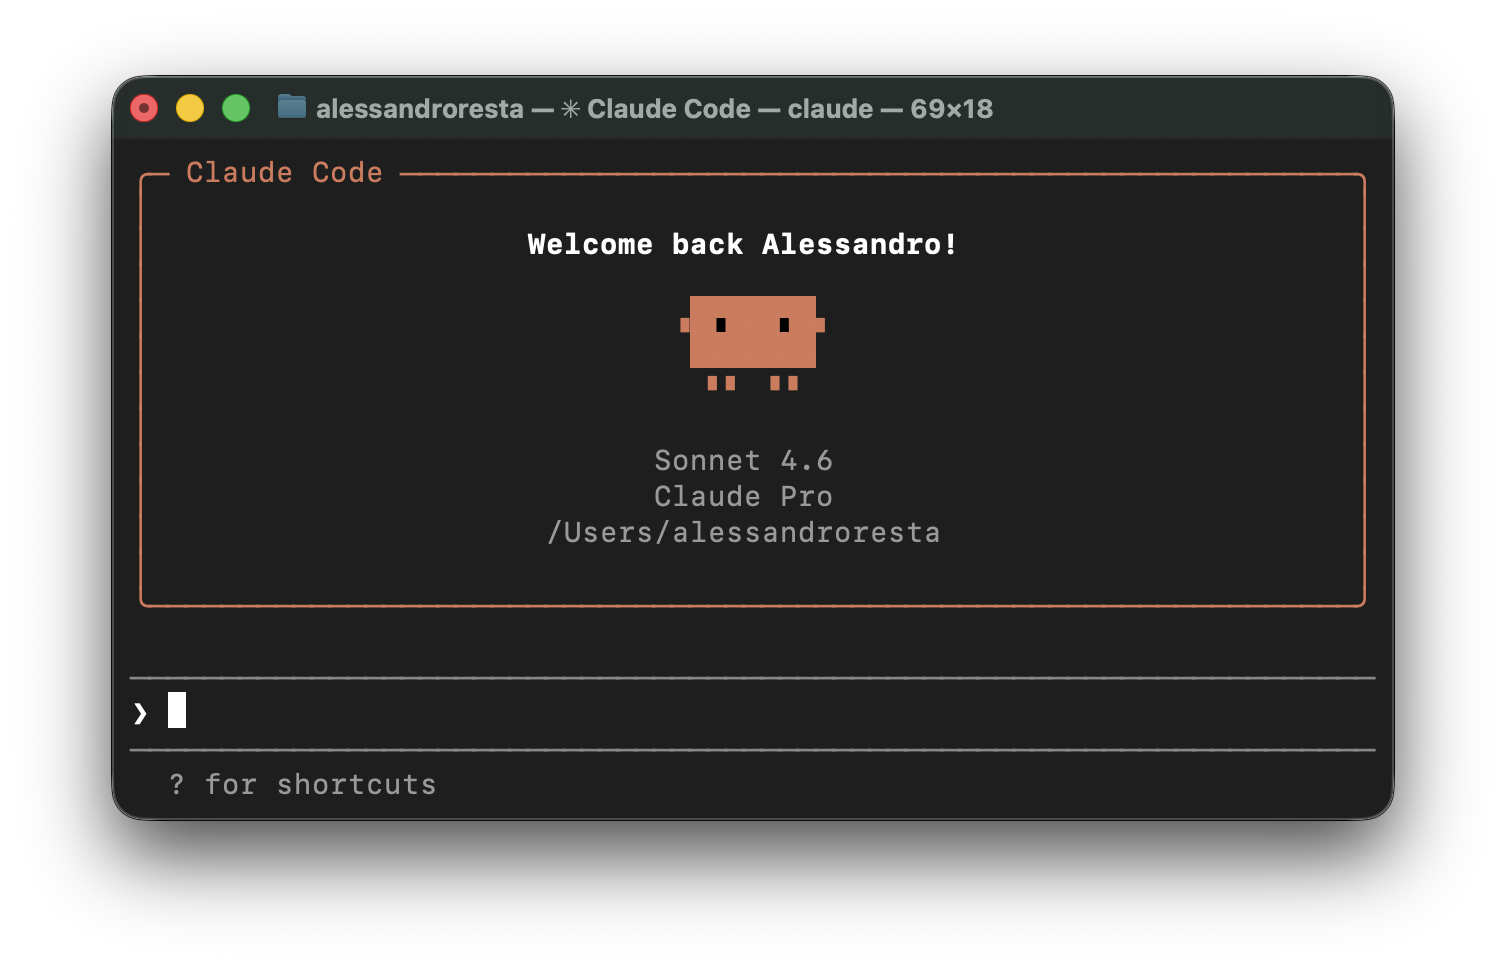 alessandroresta — ✳ Claude Code — claude — 69×18
Claude Code
Welcome back Alessandro!
Sonnet 4.6
Claude Pro
/Users/alessandroresta
❯
? for shortcuts